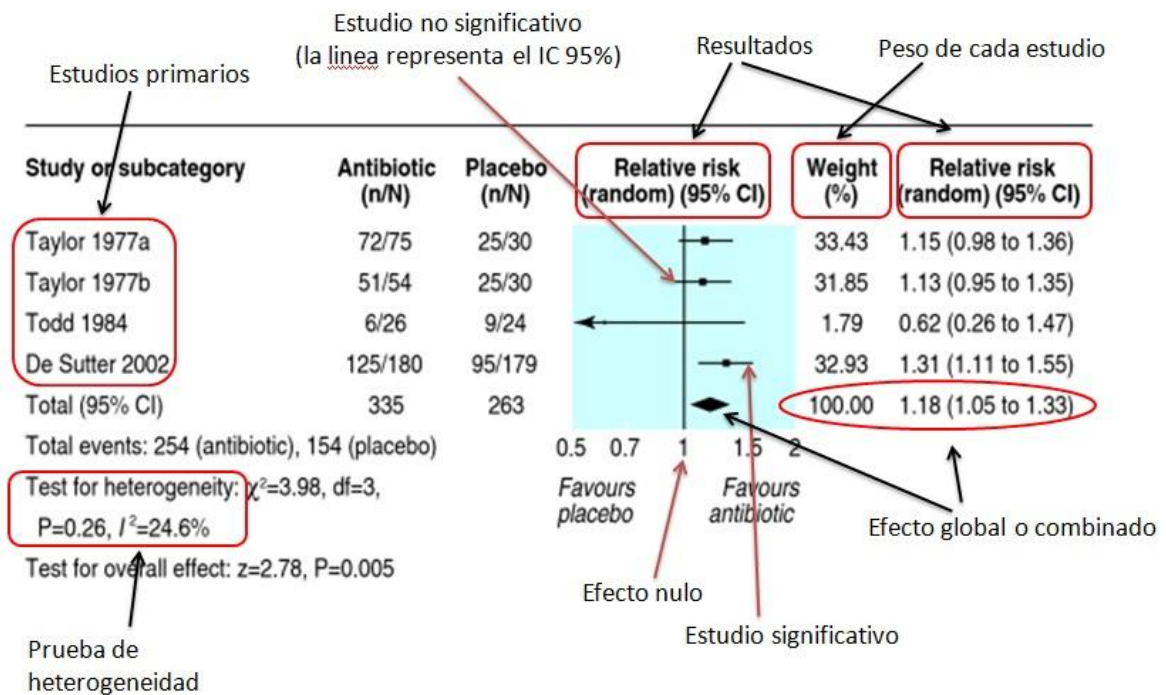 Estudio no significativo
(la linea representa el IC 95%)
Resultados
Peso de cada estudio
Estudios primarios
Study or subcategory Antibiotic (n/N) Placebo (n/N) Relative risk (random) (95% CI) Weight (%) Relative risk (random) (95% CI)
Taylor 1977a 72/75 25/30 33.43 1.15 (0.98 to 1.36)
Taylor 1977b 51/54 25/30 31.85 1.13 (0.95 to 1.35)
Todd 1984 6/26 9/24 1.79 0.62 (0.26 to 1.47)
De Sutter 2002 125/180 95/179 32.93 1.31 (1.11 to 1.55)
Total (95% CI) 335 263 100.00 1.18 (1.05 to 1.33)
Total events: 254 (antibiotic), 154 (placebo)
0.5 0.7 1 1.5 2
Test for heterogeneity: χ²=3.98, df=3,
P=0.26, I²=24.6%
Favours placebo
Favours antibiotic
Test for overall effect: z=2.78, P=0.005
Efecto global o combinado
Efecto nulo
Estudio significativo
Prueba de
heterogeneidad